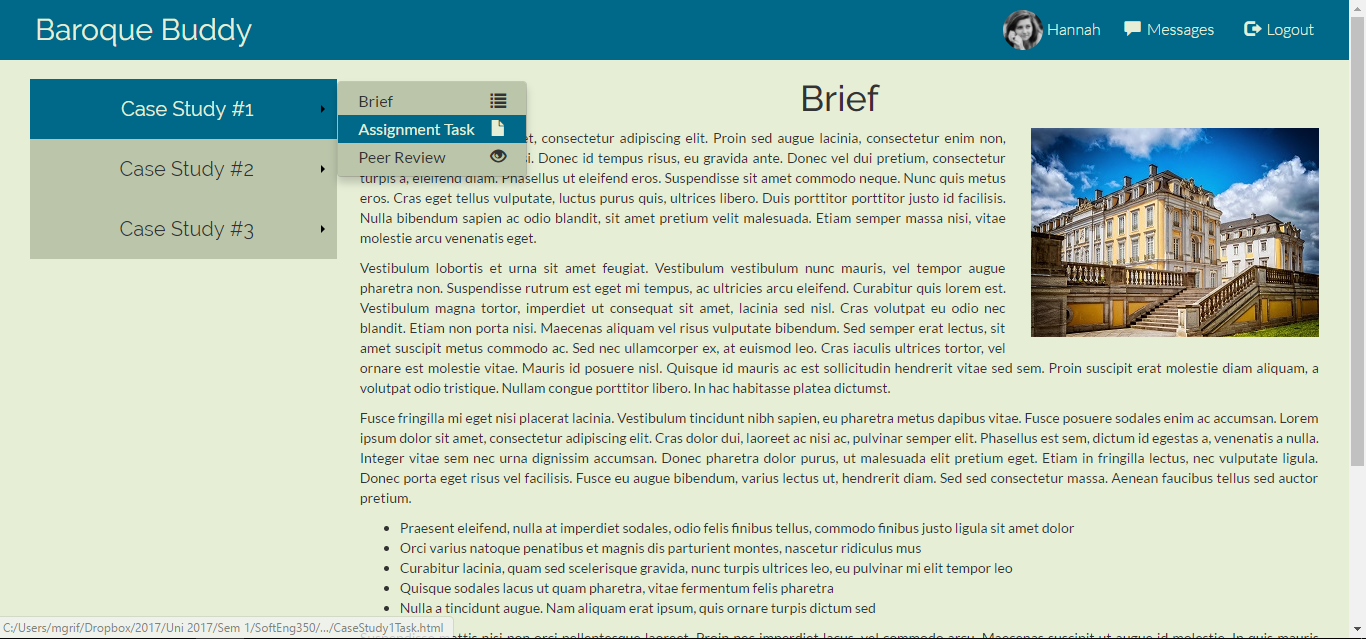 Baroque Buddy
Hannah
Messages
Logout
Case Study #1
Case Study #2
Case Study #3
Brief
Assignment Task
Peer Review
Brief
consectetur adipiscing elit. Proin sed augue lacinia, consectetur enim non,
Donec id tempus risus, eu gravida ante. Donec vel dui pretium, consectetur
turpis a, eleifend diam. Phasellus ut eleifend eros. Suspendisse sit amet commodo neque. Nunc quis metus
eros. Cras eget tellus vulputate, luctus purus quis, ultrices libero. Duis porttitor porttitor justo id facilisis.
Nulla bibendum sapien ac odio blandit, sit amet pretium velit malesuada. Etiam semper massa nisi, vitae
molestie arcu venenatis eget.
Vestibulum lobortis et urna sit amet feugiat. Vestibulum vestibulum nunc mauris, vel tempor augue
pharetra non. Suspendisse rutrum est eget mi tempus, ac ultricies arcu eleifend. Curabitur quis lorem est.
Vestibulum magna tortor, imperdiet ut consequat sit amet, lacinia sed nisl. Cras volutpat eu odio nec
blandit. Etiam non porta nisi. Maecenas aliquam vel risus vulputate bibendum. Sed semper erat lectus, sit
amet suscipit metus commodo ac. Sed nec ullamcorper ex, at euismod leo. Cras iaculis ultrices tortor, vel
ornare est molestie vitae. Mauris id posuere nisl. Quisque id mauris ac est sollicitudin hendrerit vitae sed sem. Proin suscipit erat molestie diam aliquam, a
volutpat odio tristique. Nullam congue porttitor libero. In hac habitasse platea dictumst.
Fusce fringilla mi eget nisi placerat lacinia. Vestibulum tincidunt nibh sapien, eu pharetra metus dapibus vitae. Fusce posuere sodales enim ac accumsan. Lorem
ipsum dolor sit amet, consectetur adipiscing elit. Cras dolor dui, laoreet ac nisi ac, pulvinar semper elit. Phasellus est sem, dictum id egestas a, venenatis a nulla.
Integer vitae sem nec urna dignissim accumsan. Donec pharetra dolor purus, ut malesuada elit pretium eget. Etiam in fringilla lectus, nec vulputate ligula.
Donec porta eget risus vel facilisis. Fusce eu augue bibendum, varius lectus ut, hendrerit diam. Sed sed consectetur massa. Aenean faucibus tellus sed auctor
pretium.
Praesent eleifend, nulla at imperdiet sodales, odio felis finibus tellus, commodo finibus justo ligula sit amet dolor
Orci varius natoque penatibus et magnis dis parturient montes, nascetur ridiculus mus
Curabitur lacinia, quam sed scelerisque gravida, nunc turpis ultrices leo, eu pulvinar mi elit tempor leo
Quisque sodales lacus ut quam pharetra, vitae fermentum felis pharetra
Nulla a tincidunt augue. Nam aliquam erat ipsum, quis ornare turpis dictum sed
C:/Users/mgrif/Dropbox/2017/Uni 2017/Sem 1/SoftEng350/.../CaseStudy1Task.html